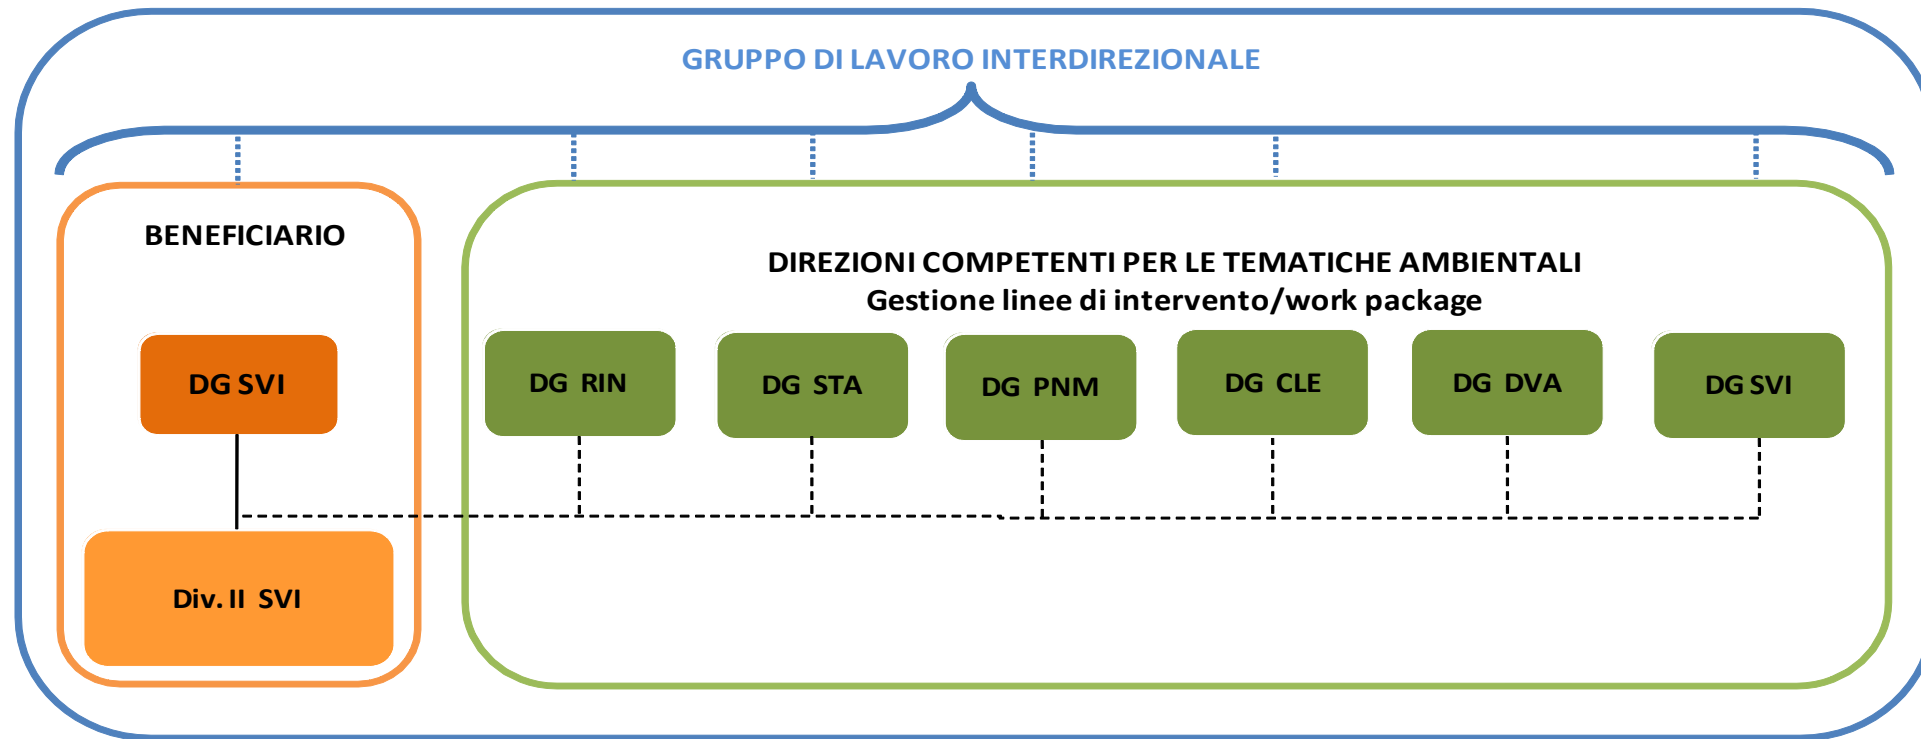 GRUPPO DI LAVORO INTERDIREZIONALE
BENEFICIARIO
DG SVI
Div. II SVI
DIREZIONI COMPETENTI PER LE TEMATICHE AMBIENTALI
Gestione linee di intervento/work package
DG RIN
DG STA
DG PNM
DG CLE
DG DVA
DG SVI